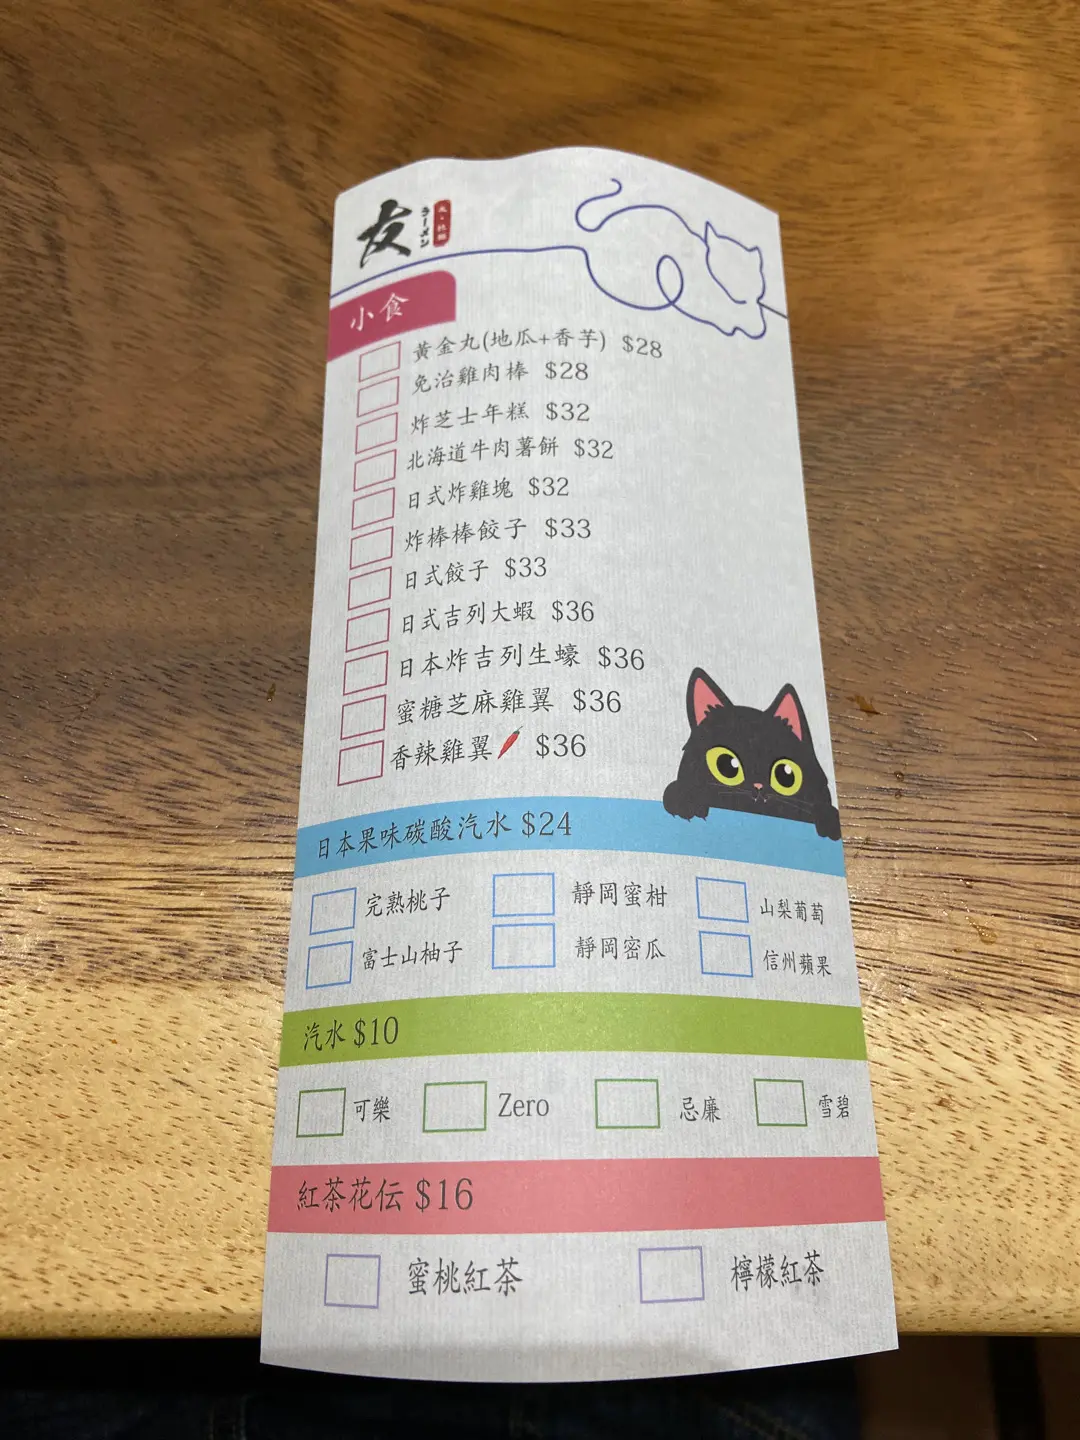 友
ラーメン
小食
黃金丸(地瓜+香芋) $28
免治雞肉棒 $28
炸芝士年糕 $32
北海道牛肉薯餅 $32
日式炸雞塊 $32
炸棒棒餃子 $33
日式餃子 $33
日式吉列大蝦 $36
日本炸吉列生蠔 $36
蜜糖芝麻雞翼 $36
香辣雞翼 $36
日本果味碳酸汽水 $24
完熟桃子 靜岡蜜柑 山梨葡萄
富士山柚子 靜岡密瓜 信州蘋果
汽水 $10
可樂 Zero 忌廉 雪碧
紅茶花伝 $16
蜜桃紅茶 檸檬紅茶